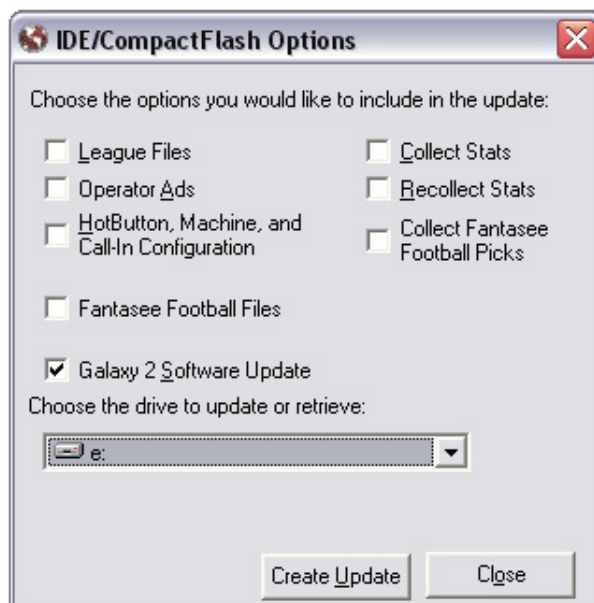 IDE/CompactFlash Options
Choose the options you would like to include in the update:
League Files
Collect Stats
Operator Ads
Recollect Stats
HotButton, Machine, and
Call-In Configuration
Collect Fantasee
Football Picks
Fantasee Football Files
Galaxy 2 Software Update
Choose the drive to update or retrieve:
e:
Create Update
Close